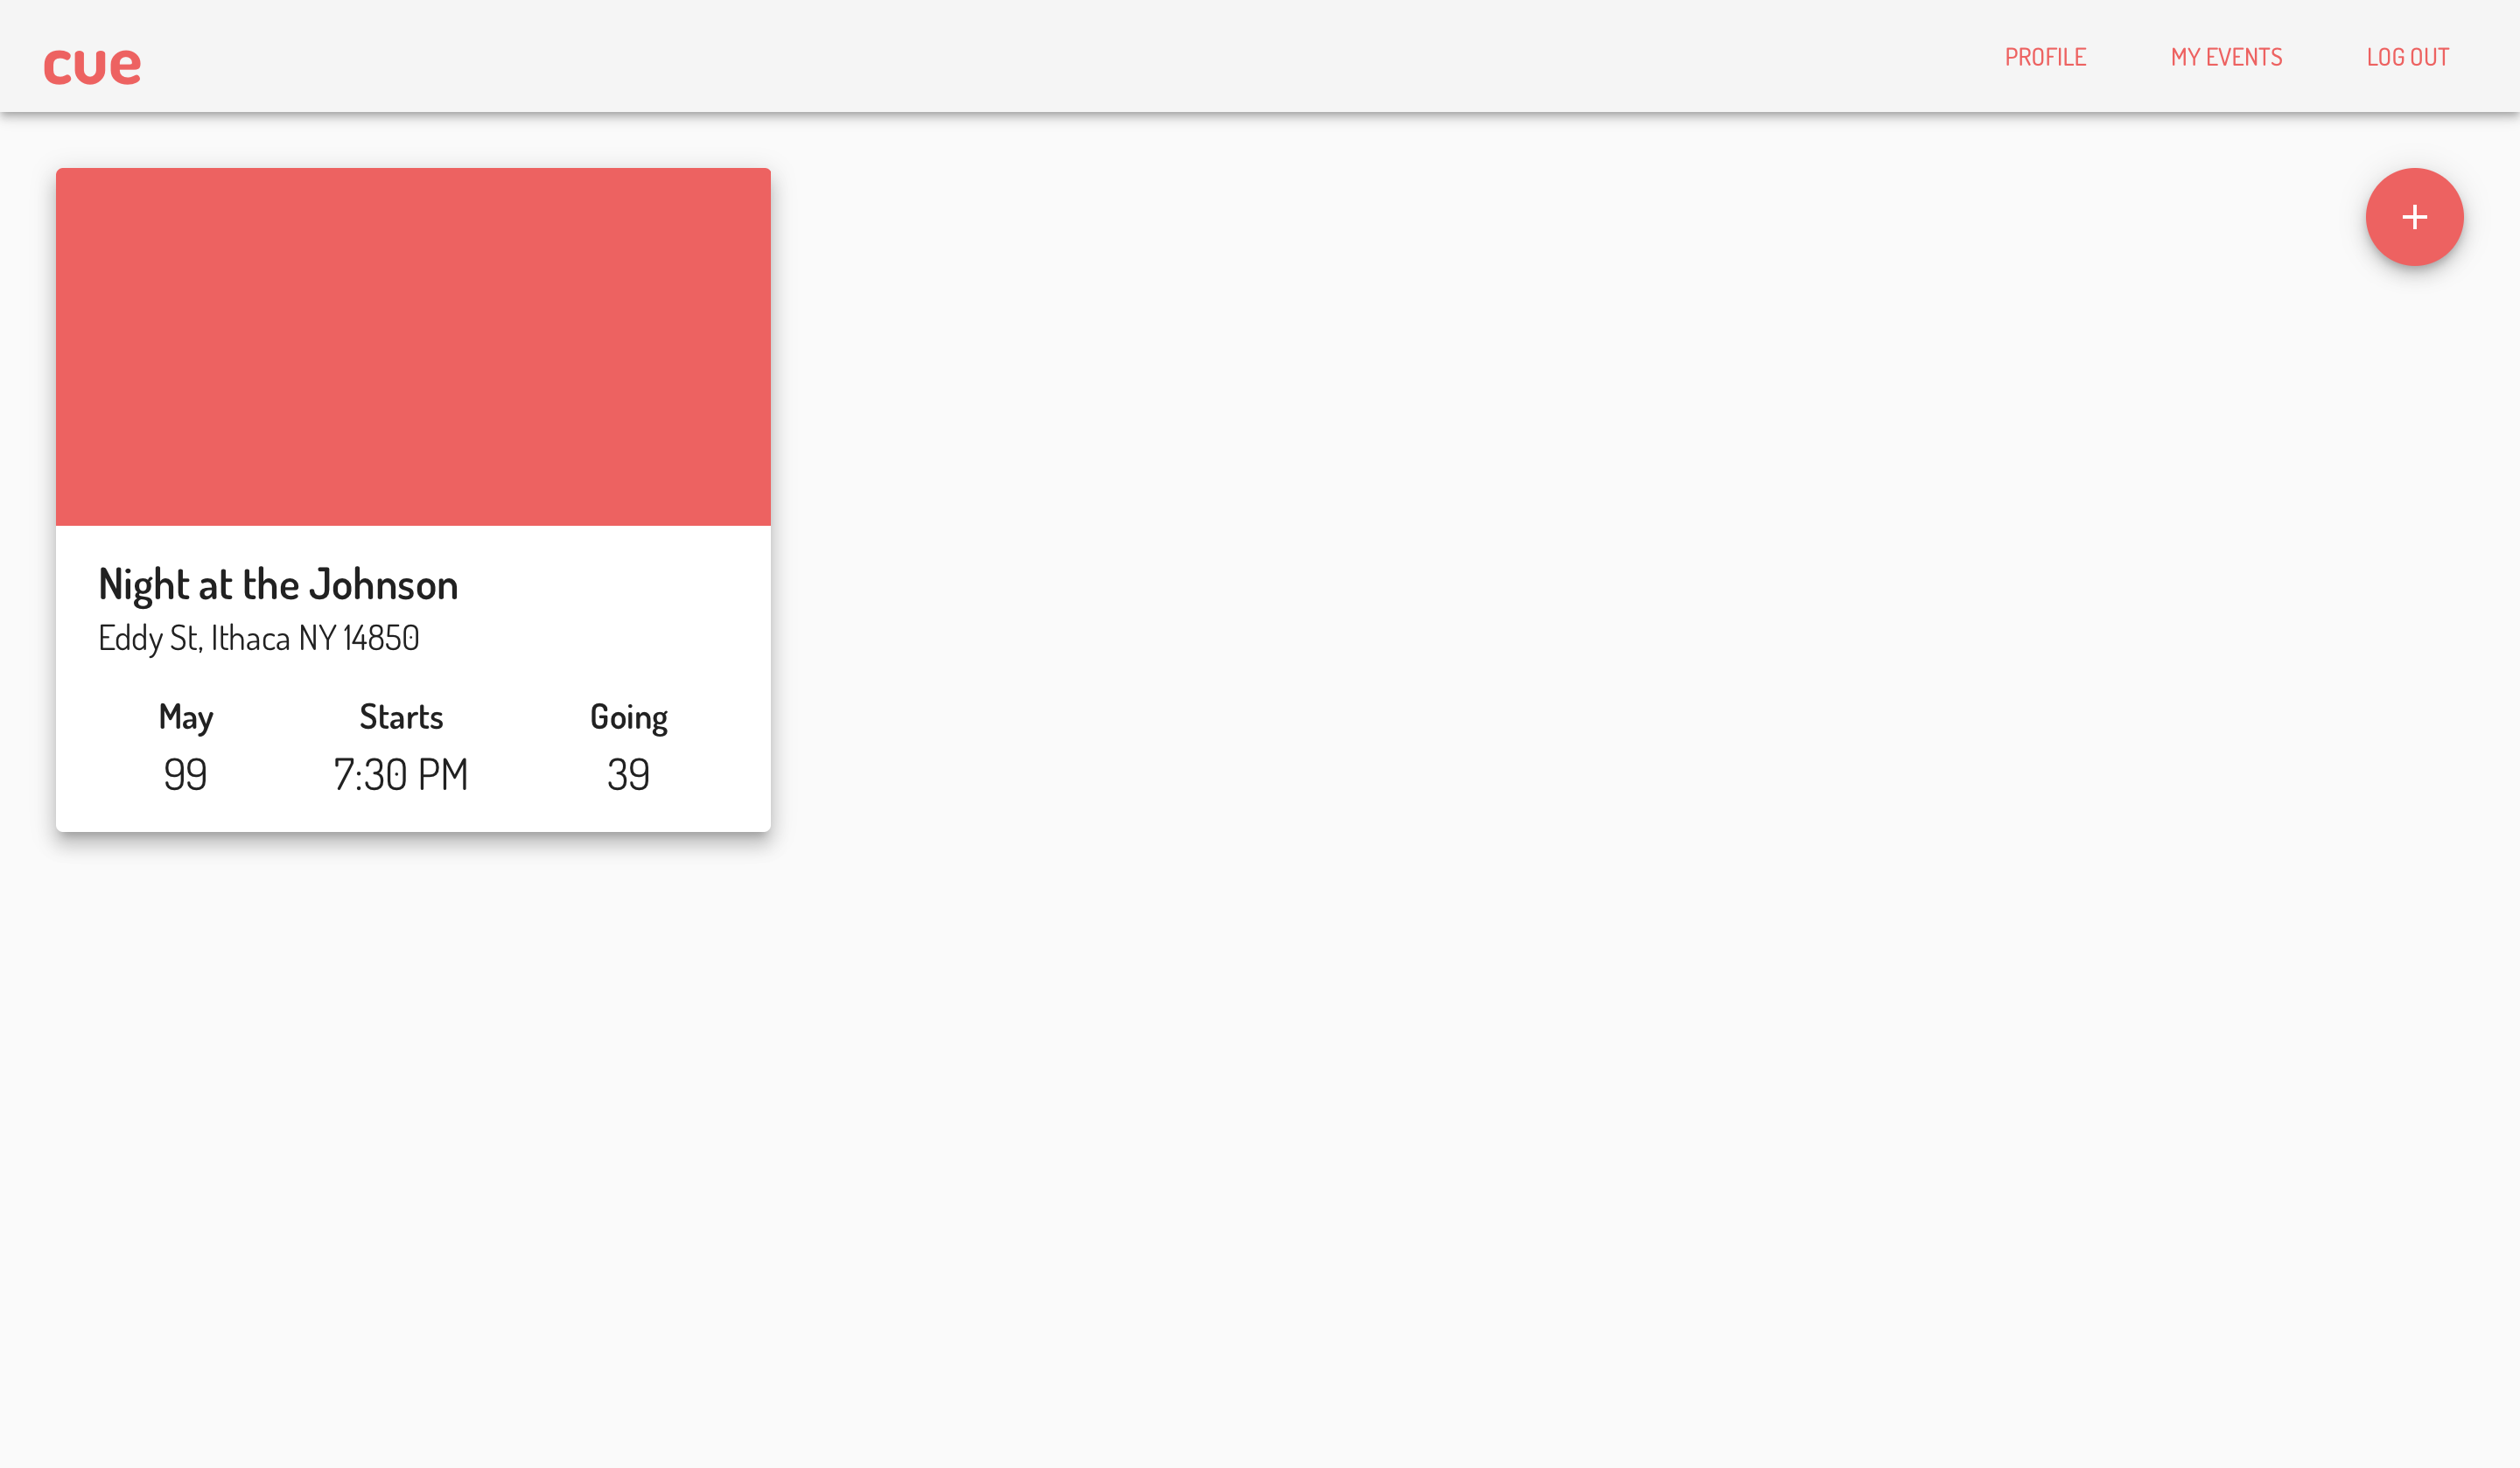 cue
PROFILE MY EVENTS LOG OUT
+
Night at the Johnson
Eddy St, Ithaca NY 14850
May Starts Going
99 7:30 PM 39